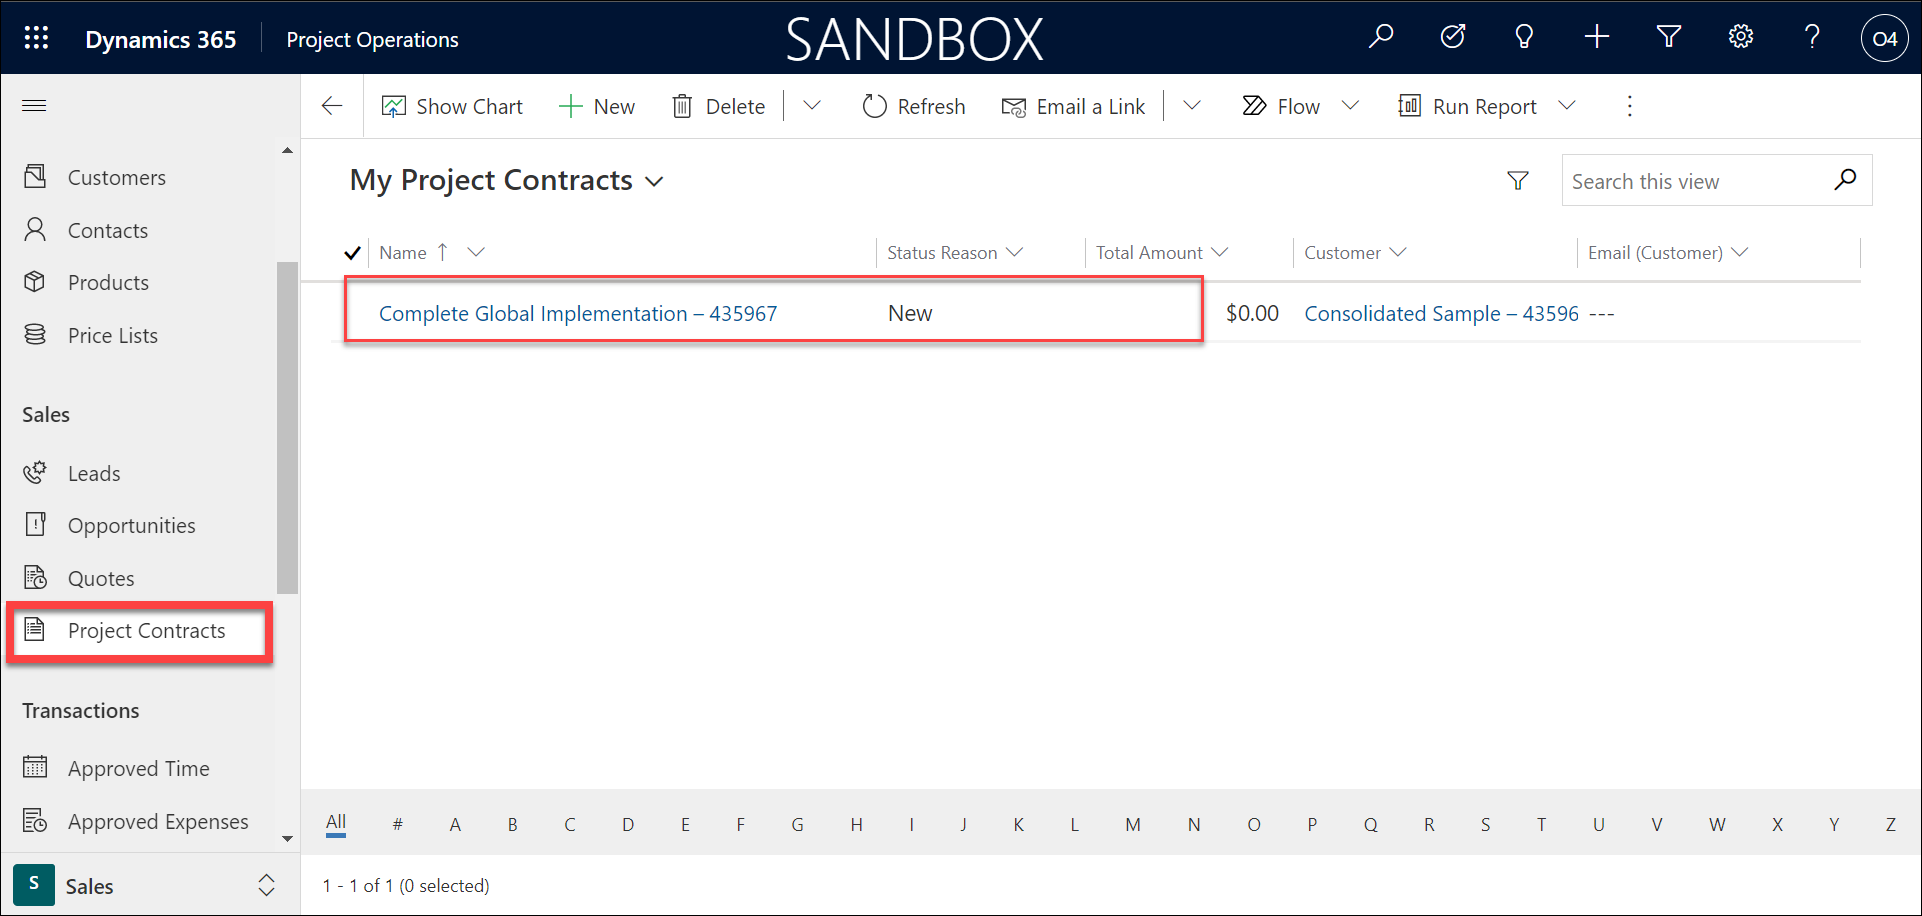 Dynamics 365 Project Operations SANDBOX O4
Show Chart New Delete Refresh Email a Link Flow Run Report
Customers
Contacts
Products
Price Lists
Sales
Leads
Opportunities
Quotes
Project Contracts
Transactions
Approved Time
Approved Expenses
S Sales
My Project Contracts Search this view
Name Status Reason Total Amount Customer Email (Customer)
Complete Global Implementation – 435967 New $0.00 Consolidated Sample – 43596 ---
All # A B C D E F G H I J K L M N O P Q R S T U V W X Y Z
1 - 1 of 1 (0 selected)